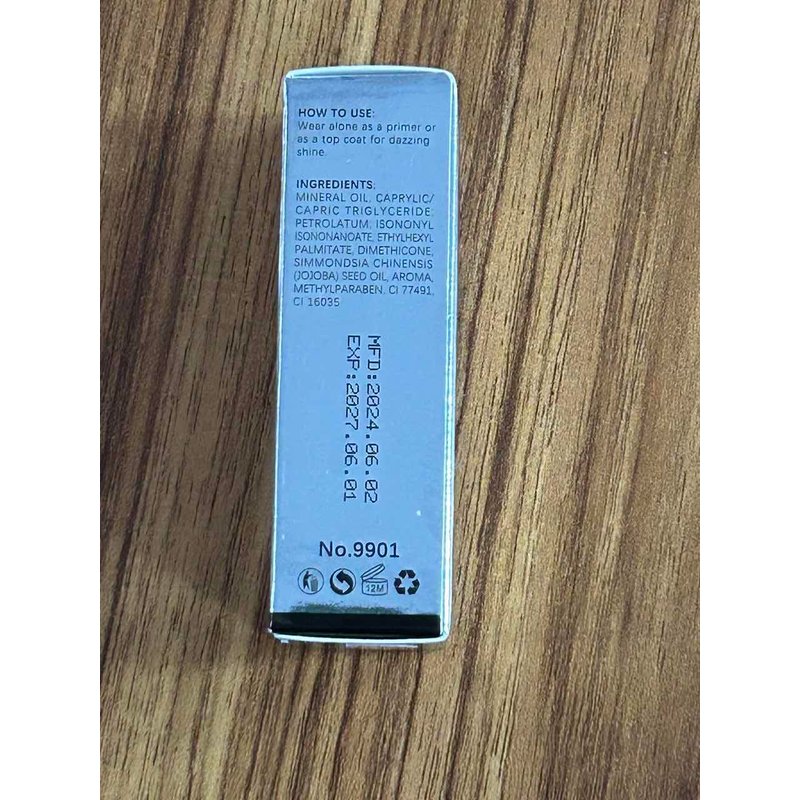 HOW TO USE:
Wear alone as a primer or
as a top coat for dazzing
shine.
INGREDIENTS:
MINERAL OIL, CAPRYLIC/
CAPRIC TRIGLYCERIDE,
PETROLATUM, ISONONYL
ISONONANOATE, ETHYLHEXYL
PALMITATE, DIMETHICONE,
SIMMONDSIA CHINENSIS
(JOJOBA) SEED OIL, AROMA,
METHYLPARABEN. CI 77491,
CI 16035
MFD:2024.06.02
EXP:2027.06.01
No.9901
12M